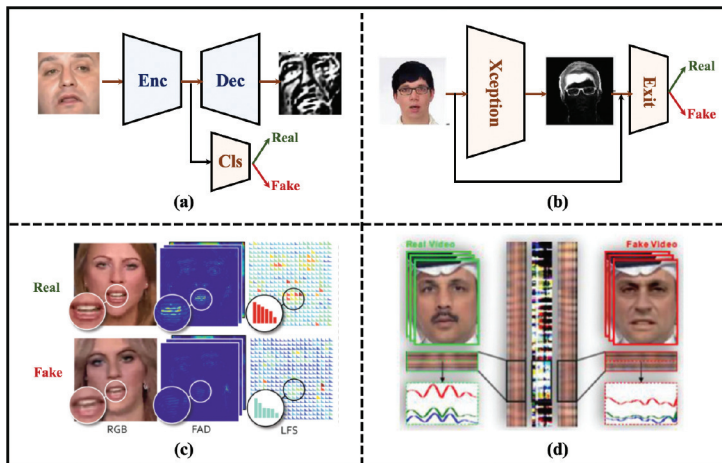 Enc
Dec
Cls
Real
Fake
(a)
Xception
Exit
Real
Fake
(b)
Real
Fake
RGB
FAD
LFS
(c)
Real Video
Fake Video
(d)